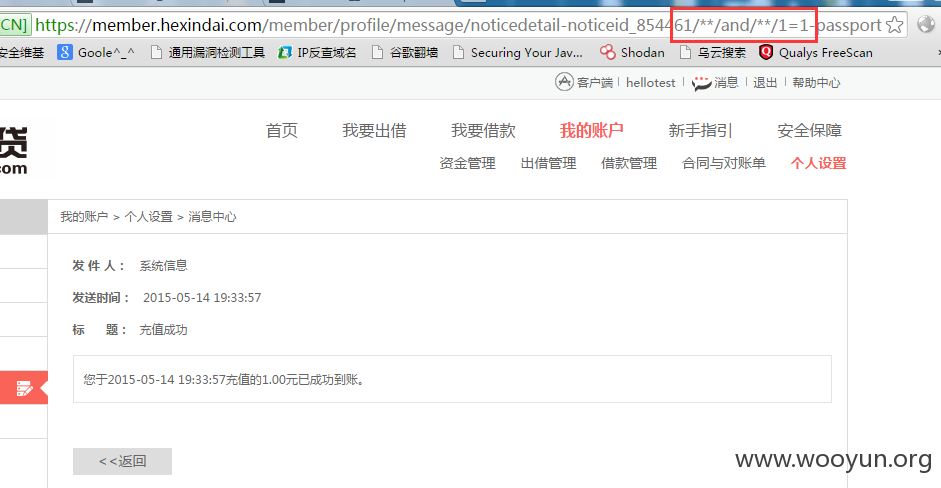 CN] https://member.hexindai.com/member/profile/message/noticedetail-noticeid_85446​1/**/and/**/1=1-passport
安全维基 Goole^_^ 通用漏洞检测工具 IP反查域名 谷歌翻墙 Securing Your Jav... Shodan 乌云搜索 Qualys FreeScan
客户端 | hellotest | 消息 | 退出 | 帮助中心
贷 首页 我要出借 我要借款 我的账户 新手指引 安全保障
com 资金管理 出借管理 借款管理 合同与对账单 个人设置
我的账户 > 个人设置 > 消息中心
发 件 人： 系统信息
发送时间： 2015-05-14 19:33:57
标 题： 充值成功
您于2015-05-14 19:33:57充值的1.00元已成功到账。
<<返回
www.wooyun.org